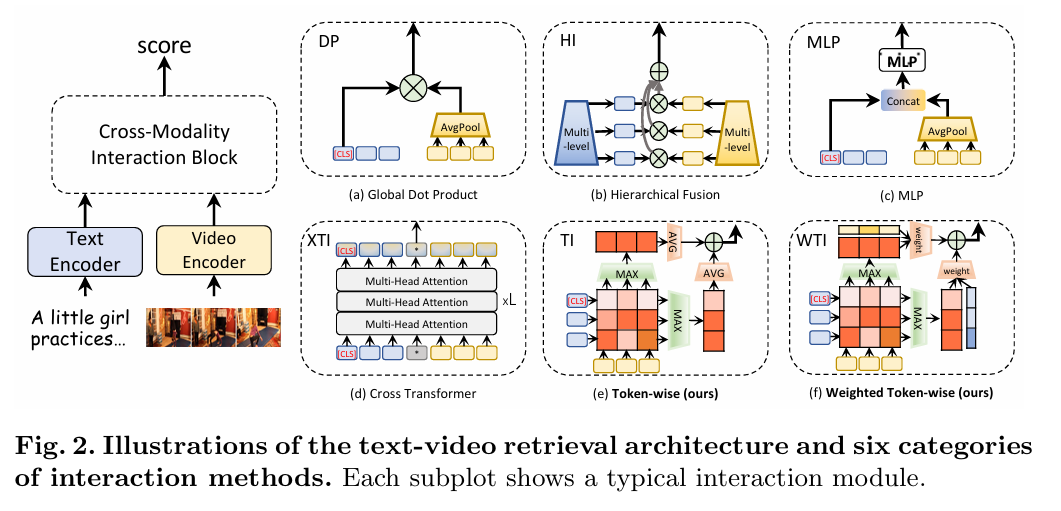 score
Cross-Modality
Interaction Block
Text
Encoder
Video
Encoder
A little girl
practices...
DP
AvgPool
[CLS]
(a) Global Dot Product
HI
Multi
-level
Multi
-level
(b) Hierarchical Fusion
MLP
MLP
Concat
AvgPool
[CLS]
(c) MLP
XTI
*
Multi-Head Attention
Multi-Head Attention
Multi-Head Attention
xL
[CLS]
*
(d) Cross Transformer
TI
AVG
MAX
AVG
[CLS]
MAX
(e) Token-wise (ours)
WTI
weight
MAX
weight
[CLS]
MAX
(f) Weighted Token-wise (ours)
Fig. 2. Illustrations of the text-video retrieval architecture and six categories
of interaction methods. Each subplot shows a typical interaction module.